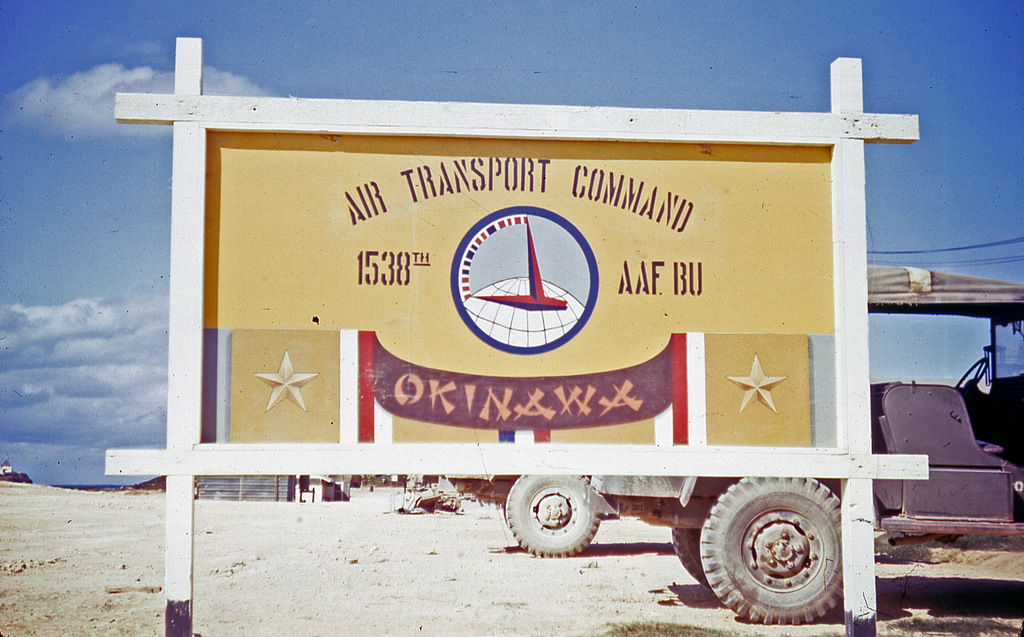 AIR TRANSPORT COMMAND
1538TH AAF. BU
OKINAWA